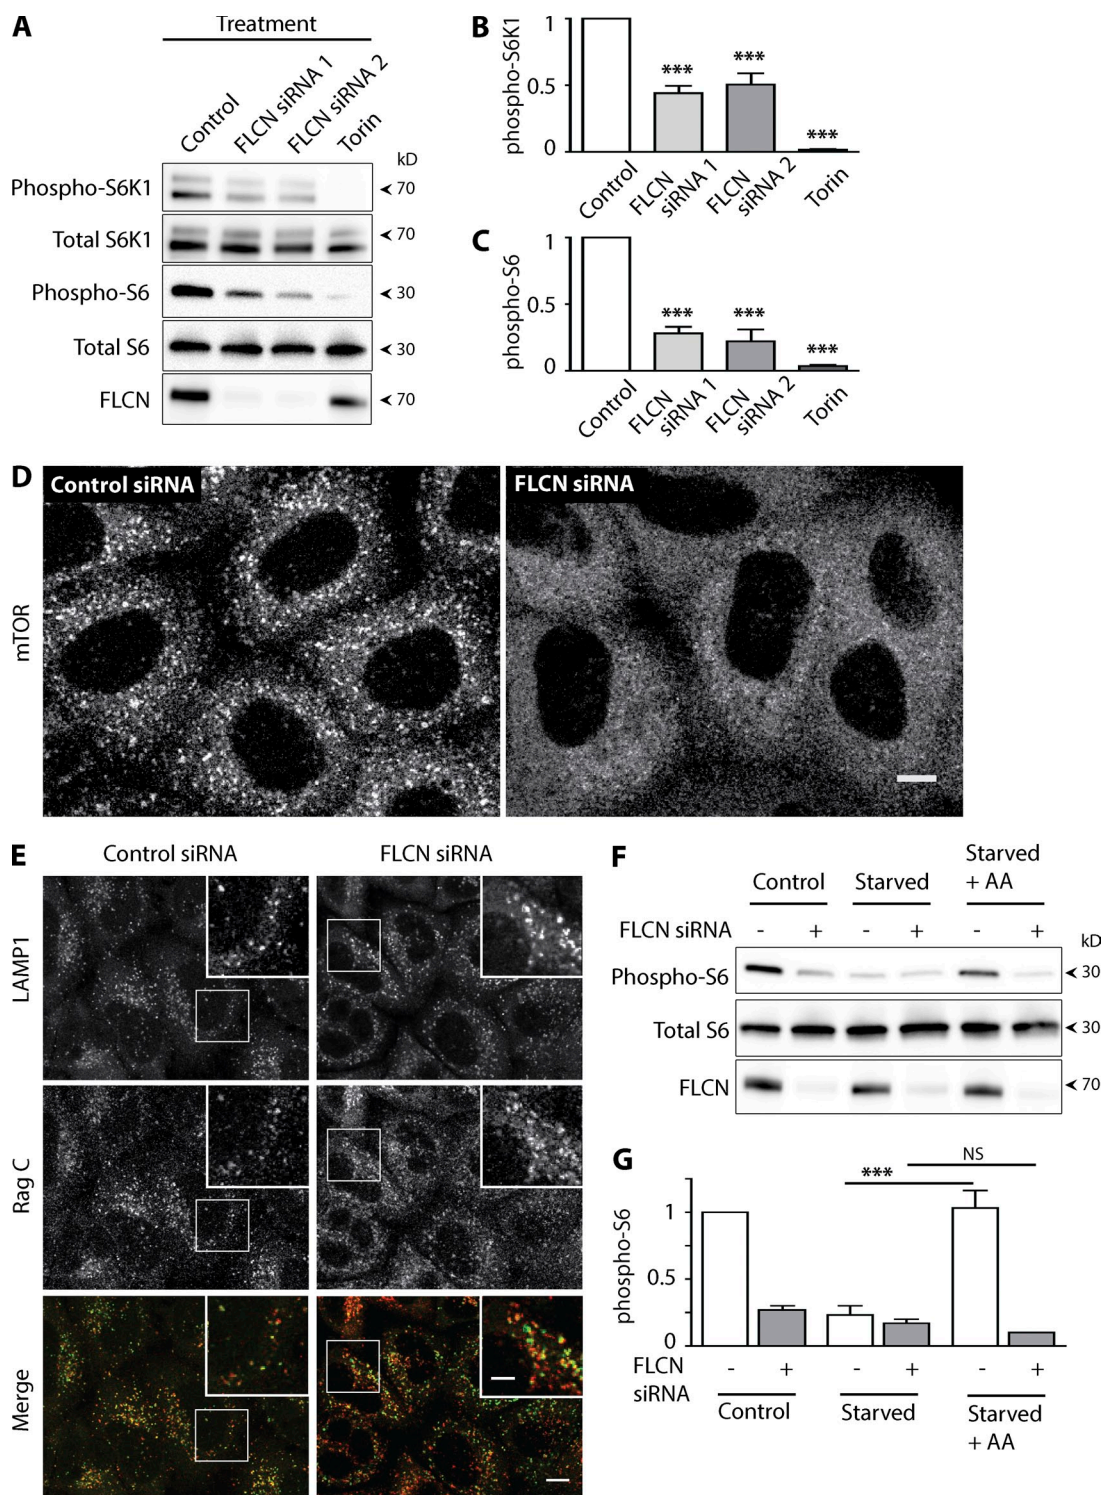 A
Treatment
Control
FLCN siRNA 1
FLCN siRNA 2
Torin
kD
Phospho-S6K1
70
Total S6K1
70
Phospho-S6
30
Total S6
30
FLCN
70
B
phospho-S6K1
1
0.5
0
***
***
***
Control
FLCN
siRNA 1
FLCN
siRNA 2
Torin
C
phospho-S6
1
0.5
0
***
***
***
Control
FLCN
siRNA 1
FLCN
siRNA 2
Torin
D
Control siRNA
FLCN siRNA
mTOR
E
Control siRNA
FLCN siRNA
LAMP1
Rag C
Merge
F
Control
Starved
Starved
+ AA
FLCN siRNA
- + - + - +
kD
Phospho-S6
30
Total S6
30
FLCN
70
G
NS
***
phospho-S6
1
0.5
0
FLCN
siRNA
- + - + - +
Control
Starved
Starved
+ AA